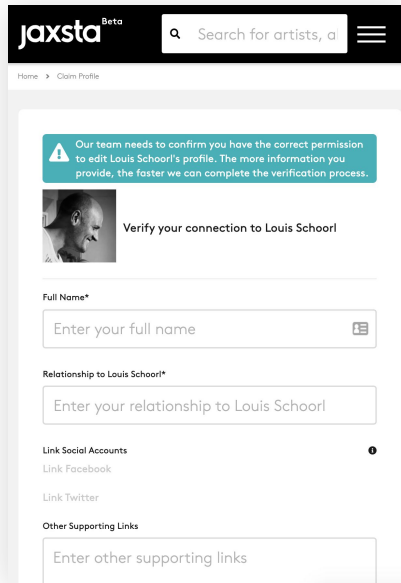 jaxsta Beta
Search for artists, al
Home > Claim Profile
Our team needs to confirm you have the correct permission
to edit Louis Schoorl's profile. The more information you
provide, the faster we can complete the verification process.
Verify your connection to Louis Schoorl
Full Name*
Enter your full name
Relationship to Louis Schoorl*
Enter your relationship to Louis Schoorl
Link Social Accounts
Link Facebook
Link Twitter
Other Supporting Links
Enter other supporting links